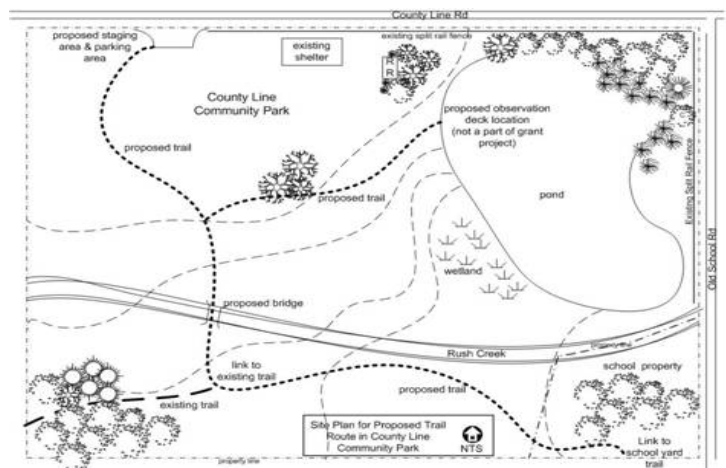 County Line Rd
proposed staging
area & parking
area
existing
shelter
existing split rail fence
R
R
County Line
Community Park
proposed observation
deck location
(not a part of grant
project)
proposed trail
proposed trail
pond
Existing Split Rail Fence
Old School Rd
wetland
proposed bridge
Rush Creek
link to
existing trail
school property
existing trail
proposed trail
Site Plan for Proposed Trail
Route in County Line
Community Park
NTS
Link to
school yard
trail
property line